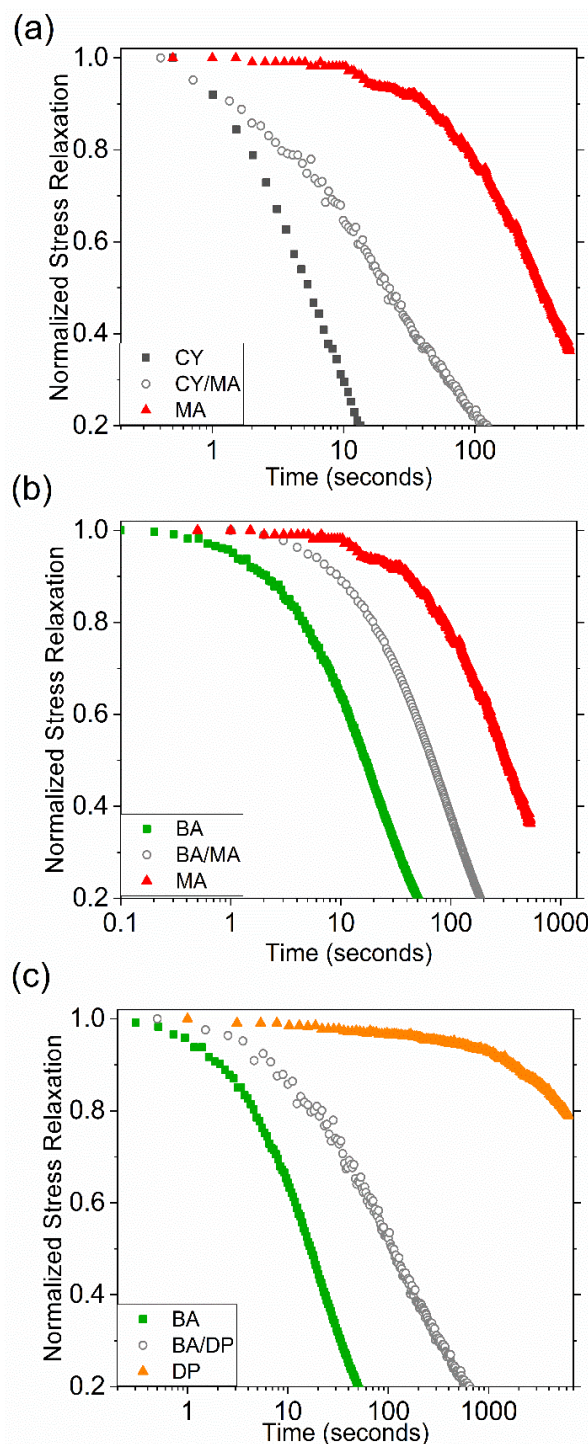 (a)
Normalized Stress Relaxation
1.0
0.8
0.6
0.4
0.2
CY
CY/MA
MA
1
10
100
Time (seconds)
(b)
Normalized Stress Relaxation
1.0
0.8
0.6
0.4
0.2
BA
BA/MA
MA
0.1
1
10
100
1000
Time (seconds)
(c)
Normalized Stress Relaxation
1.0
0.8
0.6
0.4
0.2
BA
BA/DP
DP
1
10
100
1000
Time (seconds)